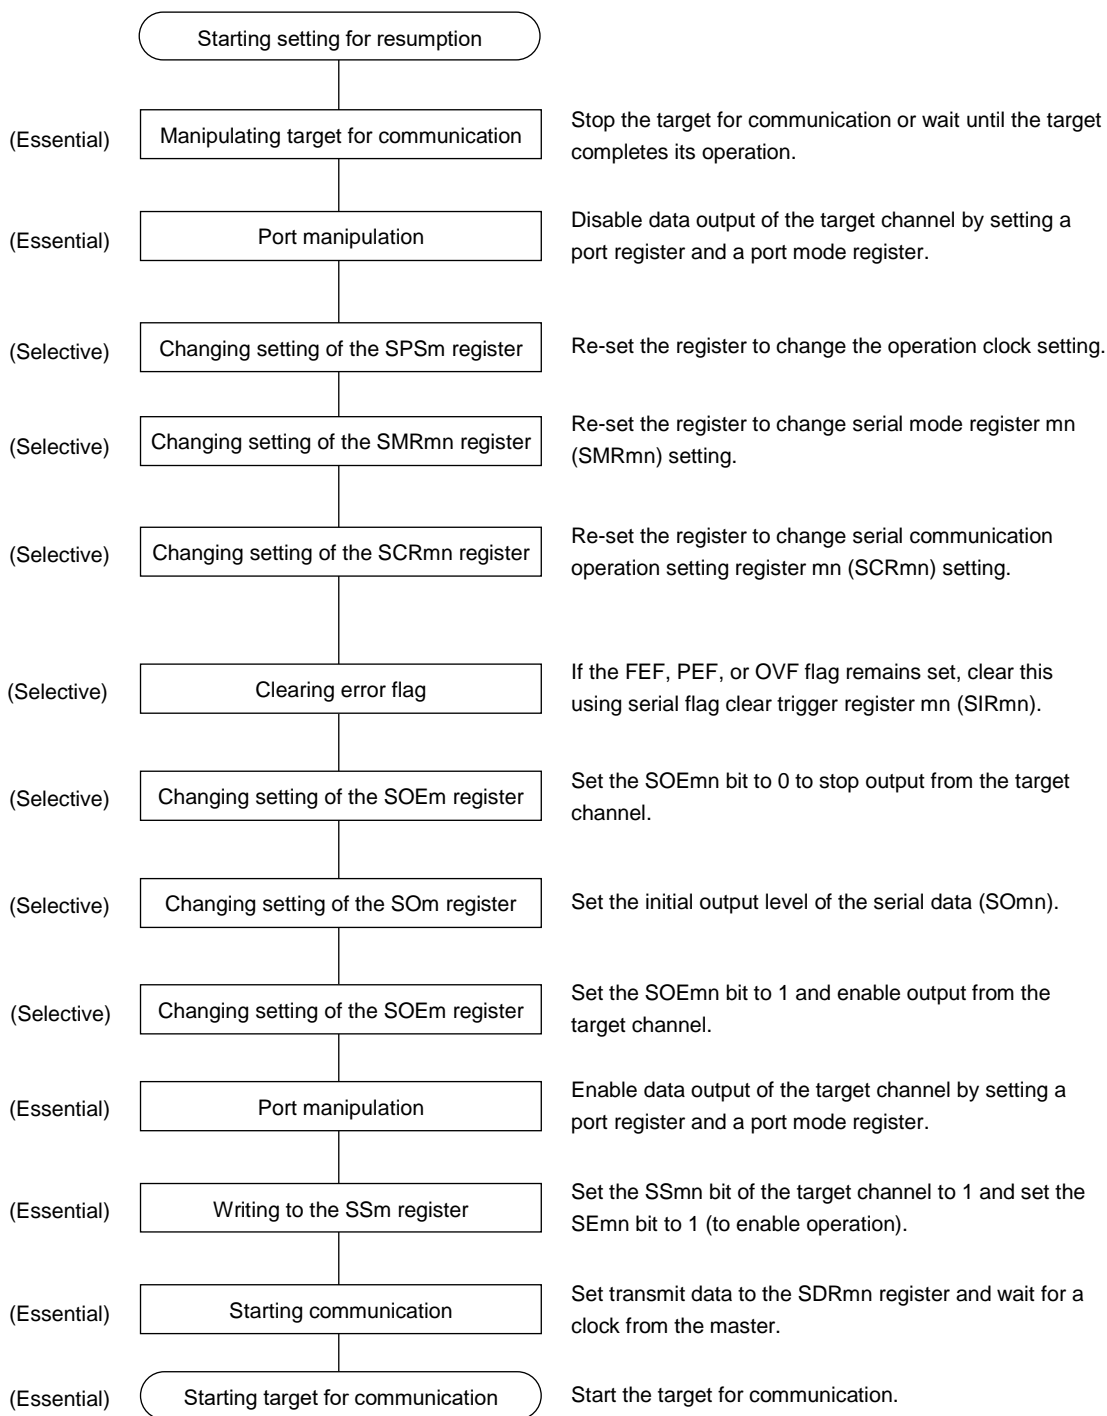 Starting setting for resumption
(Essential)
Manipulating target for communication
Stop the target for communication or wait until the target
completes its operation.
(Essential)
Port manipulation
Disable data output of the target channel by setting a
port register and a port mode register.
(Selective)
Changing setting of the SPSm register
Re-set the register to change the operation clock setting.
(Selective)
Changing setting of the SMRmn register
Re-set the register to change serial mode register mn
(SMRmn) setting.
(Selective)
Changing setting of the SCRmn register
Re-set the register to change serial communication
operation setting register mn (SCRmn) setting.
(Selective)
Clearing error flag
If the FEF, PEF, or OVF flag remains set, clear this
using serial flag clear trigger register mn (SIRmn).
(Selective)
Changing setting of the SOEm register
Set the SOEmn bit to 0 to stop output from the target
channel.
(Selective)
Changing setting of the SOm register
Set the initial output level of the serial data (SOmn).
(Selective)
Changing setting of the SOEm register
Set the SOEmn bit to 1 and enable output from the
target channel.
(Essential)
Port manipulation
Enable data output of the target channel by setting a
port register and a port mode register.
(Essential)
Writing to the SSm register
Set the SSmn bit of the target channel to 1 and set the
SEmn bit to 1 (to enable operation).
(Essential)
Starting communication
Set transmit data to the SDRmn register and wait for a
clock from the master.
(Essential)
Starting target for communication
Start the target for communication.